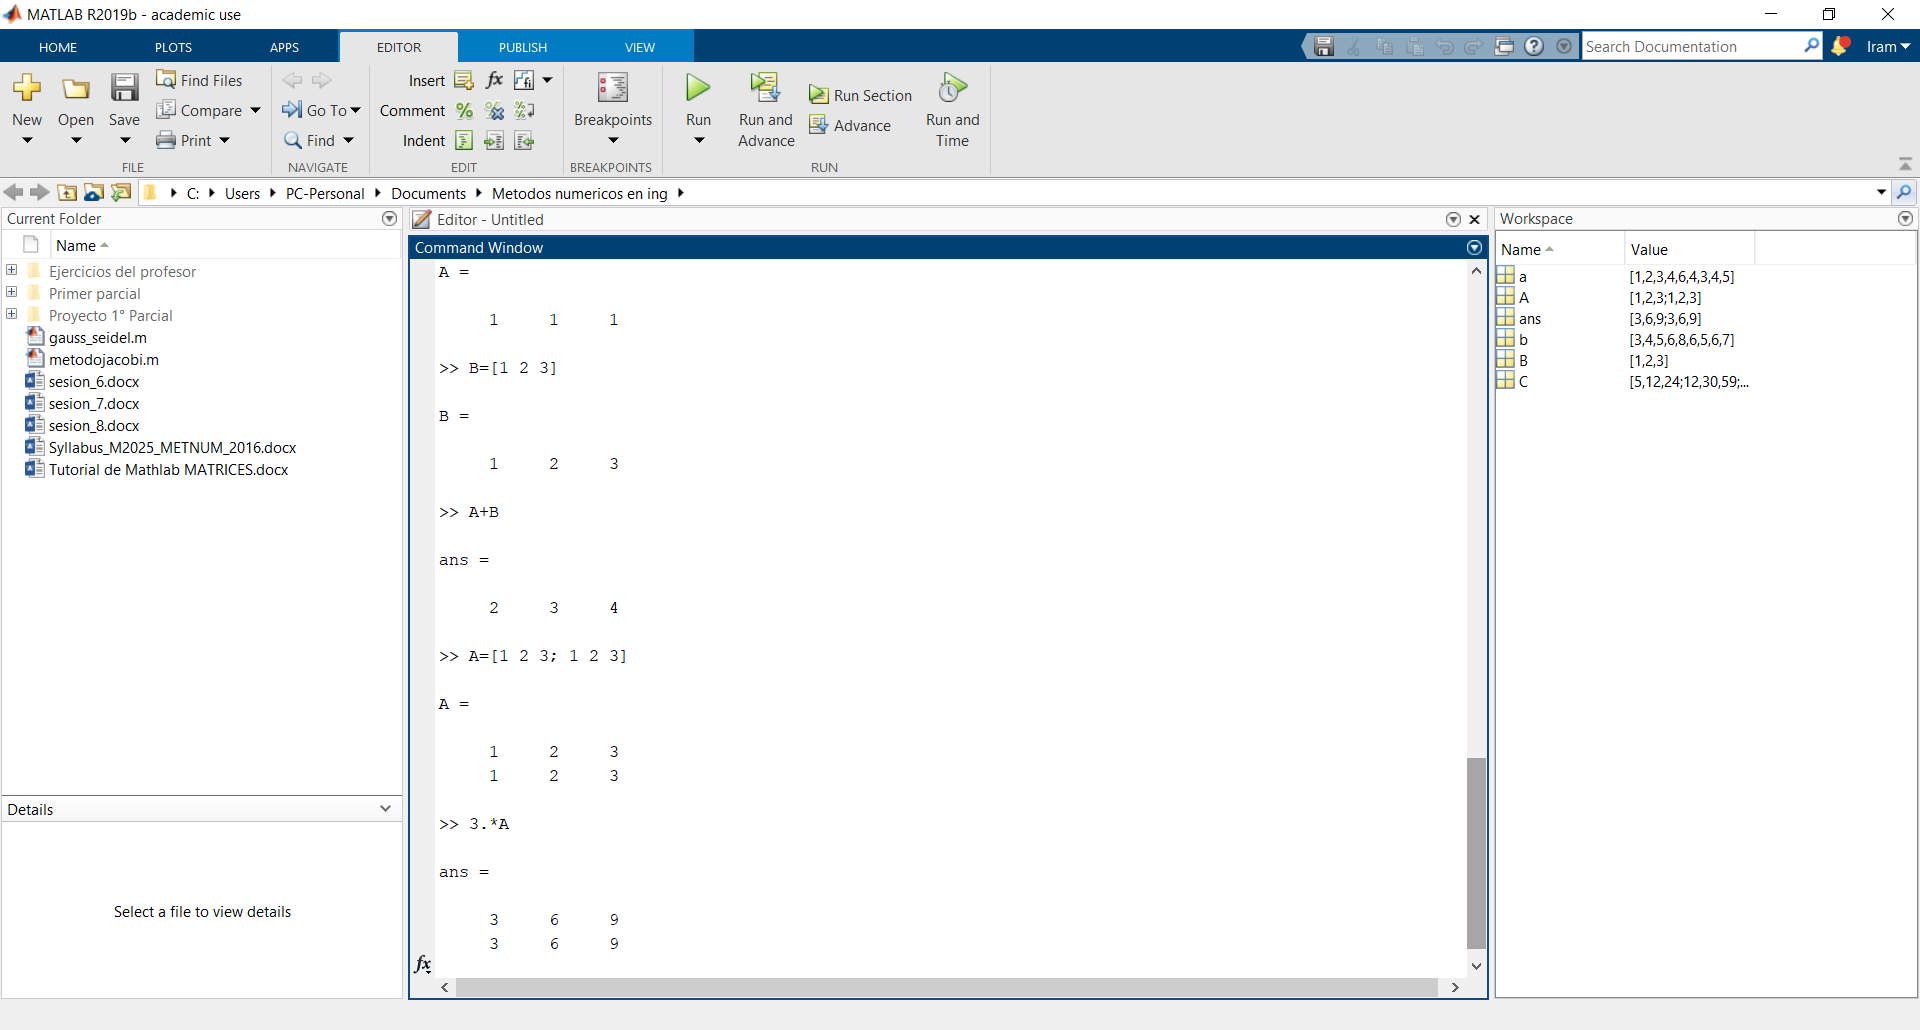 MATLAB R2019b - academic use
HOME PLOTS APPS EDITOR PUBLISH VIEW
Search Documentation
Iram
New
Open
Save
Find Files
Compare
Print
FILE
Go To
Find
NAVIGATE
Insert fx fi
Comment % % %
Indent
EDIT
Breakpoints
BREAKPOINTS
Run
Run and
Advance
Run Section
Advance
Run and
Time
RUN
C: Users PC-Personal Documents Metodos numericos en ing
Current Folder
Name
Ejercicios del profesor
Primer parcial
Proyecto 1° Parcial
gauss_seidel.m
metodojacobi.m
sesion_6.docx
sesion_7.docx
sesion_8.docx
Syllabus_M2025_METNUM_2016.docx
Tutorial de Mathlab MATRICES.docx
Details
Select a file to view details
Editor - Untitled
Command Window
A =
1 1 1
>> B=[1 2 3]
B =
1 2 3
>> A+B
ans =
2 3 4
>> A=[1 2 3; 1 2 3]
A =
1 2 3
1 2 3
>> 3.*A
ans =
3 6 9
3 6 9
fx
Workspace
Name Value
a [1,2,3,4,6,4,3,4,5]
A [1,2,3;1,2,3]
ans [3,6,9;3,6,9]
b [3,4,5,6,8,6,5,6,7]
B [1,2,3]
C [5,12,24;12,30,59;...